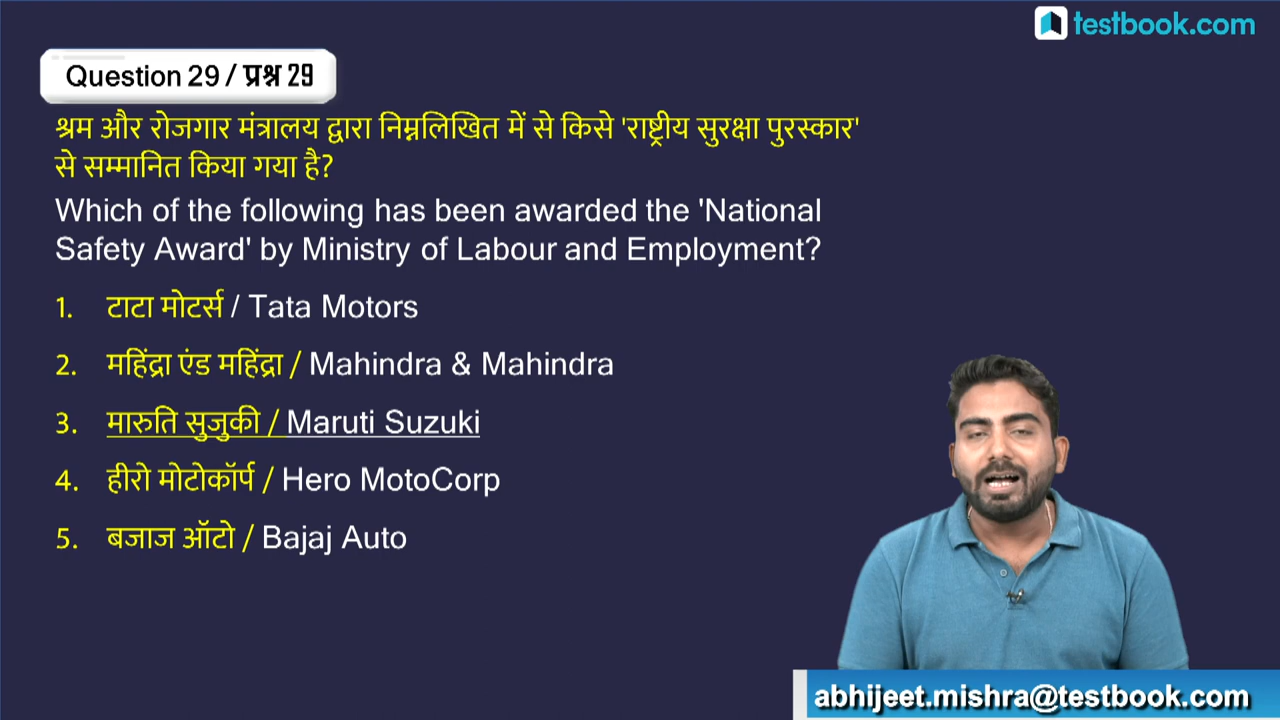 testbook.com
Question 29 / प्रश्न 29
श्रम और रोजगार मंत्रालय द्वारा निम्नलिखित में से किसे 'राष्ट्रीय सुरक्षा पुरस्कार'
से सम्मानित किया गया है?
Which of the following has been awarded the 'National
Safety Award' by Ministry of Labour and Employment?
1. टाटा मोटर्स / Tata Motors
2. महिंद्रा एंड महिंद्रा / Mahindra & Mahindra
3. मारुति सुजुकी / Maruti Suzuki
4. हीरो मोटोकॉर्प / Hero MotoCorp
5. बजाज ऑटो / Bajaj Auto
abhijeet.mishra@testbook.com